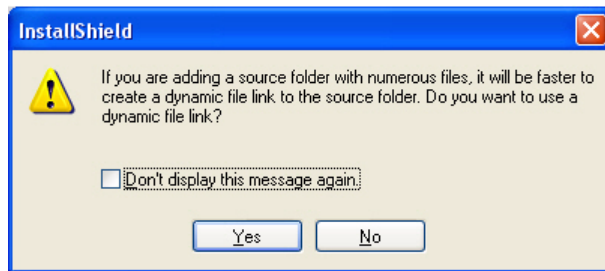 InstallShield
If you are adding a source folder with numerous files, it will be faster to
create a dynamic file link to the source folder. Do you want to use a
dynamic file link?
Don't display this message again.
Yes
No